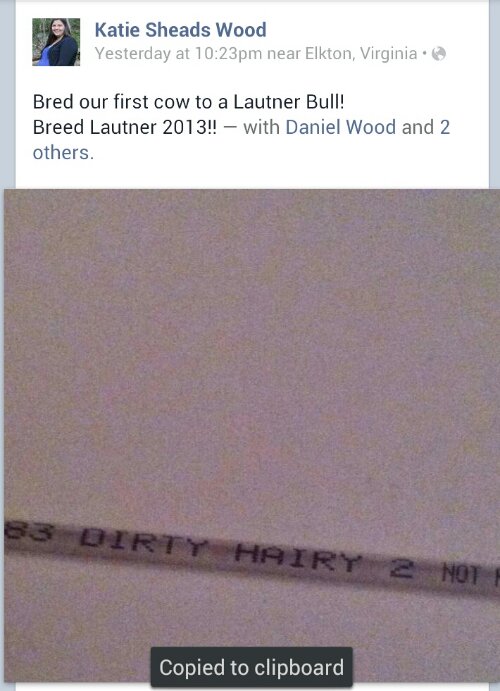 Katie Sheads Wood
Yesterday at 10:23pm near Elkton, Virginia •
Bred our first cow to a Lautner Bull!
Breed Lautner 2013!! — with Daniel Wood and 2
others.
83 DIRTY HAIRY 2 NOT
Copied to clipboard